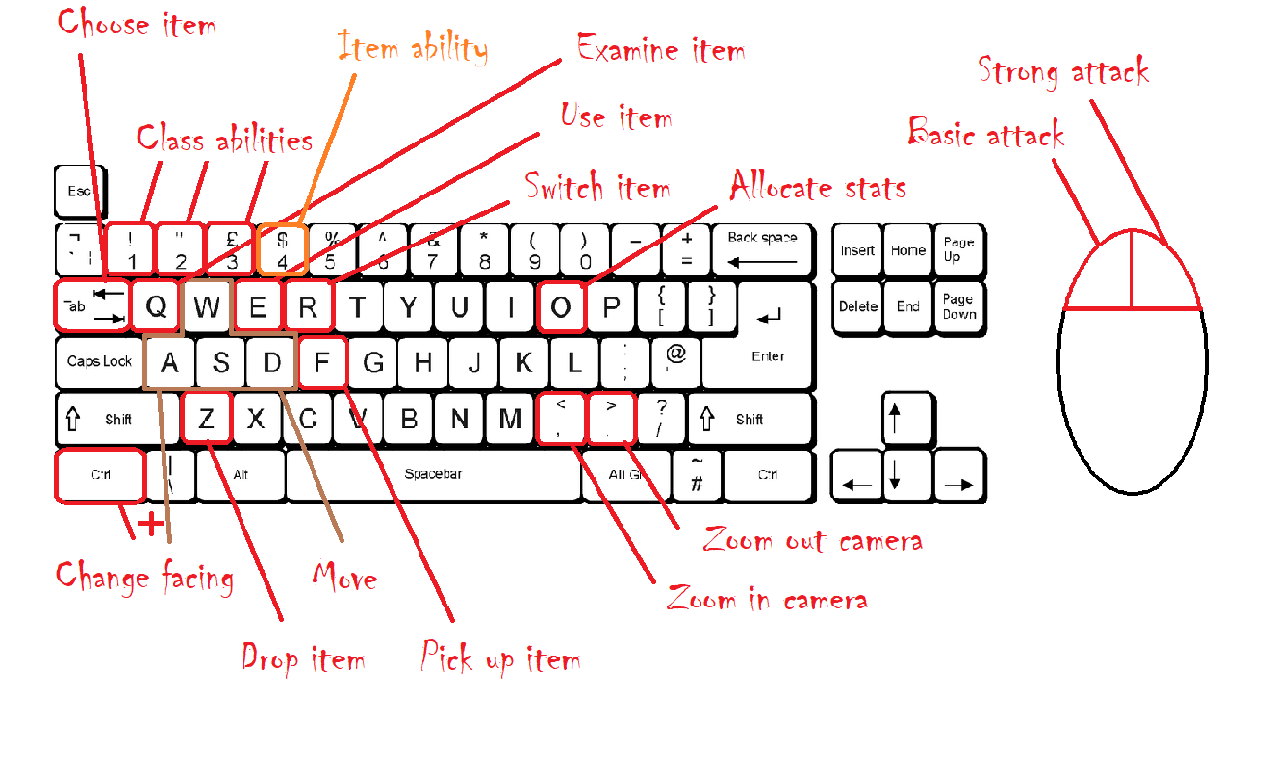 Choose item
Item ability
Examine item
Strong attack
Use item
Basic attack
Class abilities
Switch item
Allocate stats
Esc
¬ ` ¦
! 1
" 2
£ 3
$ 4
% 5
^ 6
& 7
* 8
( 9
) 0
_ -
+ =
Back space
Insert
Home
Page Up
Tab
Q
W
E
R
T
Y
U
I
O
P
{ [
} ]
Enter
Delete
End
Page Down
Caps Lock
A
S
D
F
G
H
J
K
L
: ;
@ '
Shift
Z
X
C
V
B
N
M
< ,
> .
? /
Shift
Ctrl
| \
Alt
Spacebar
Alt Gr
~ #
Ctrl
+
Zoom out camera
Change facing
Move
Zoom in camera
Drop item
Pick up item